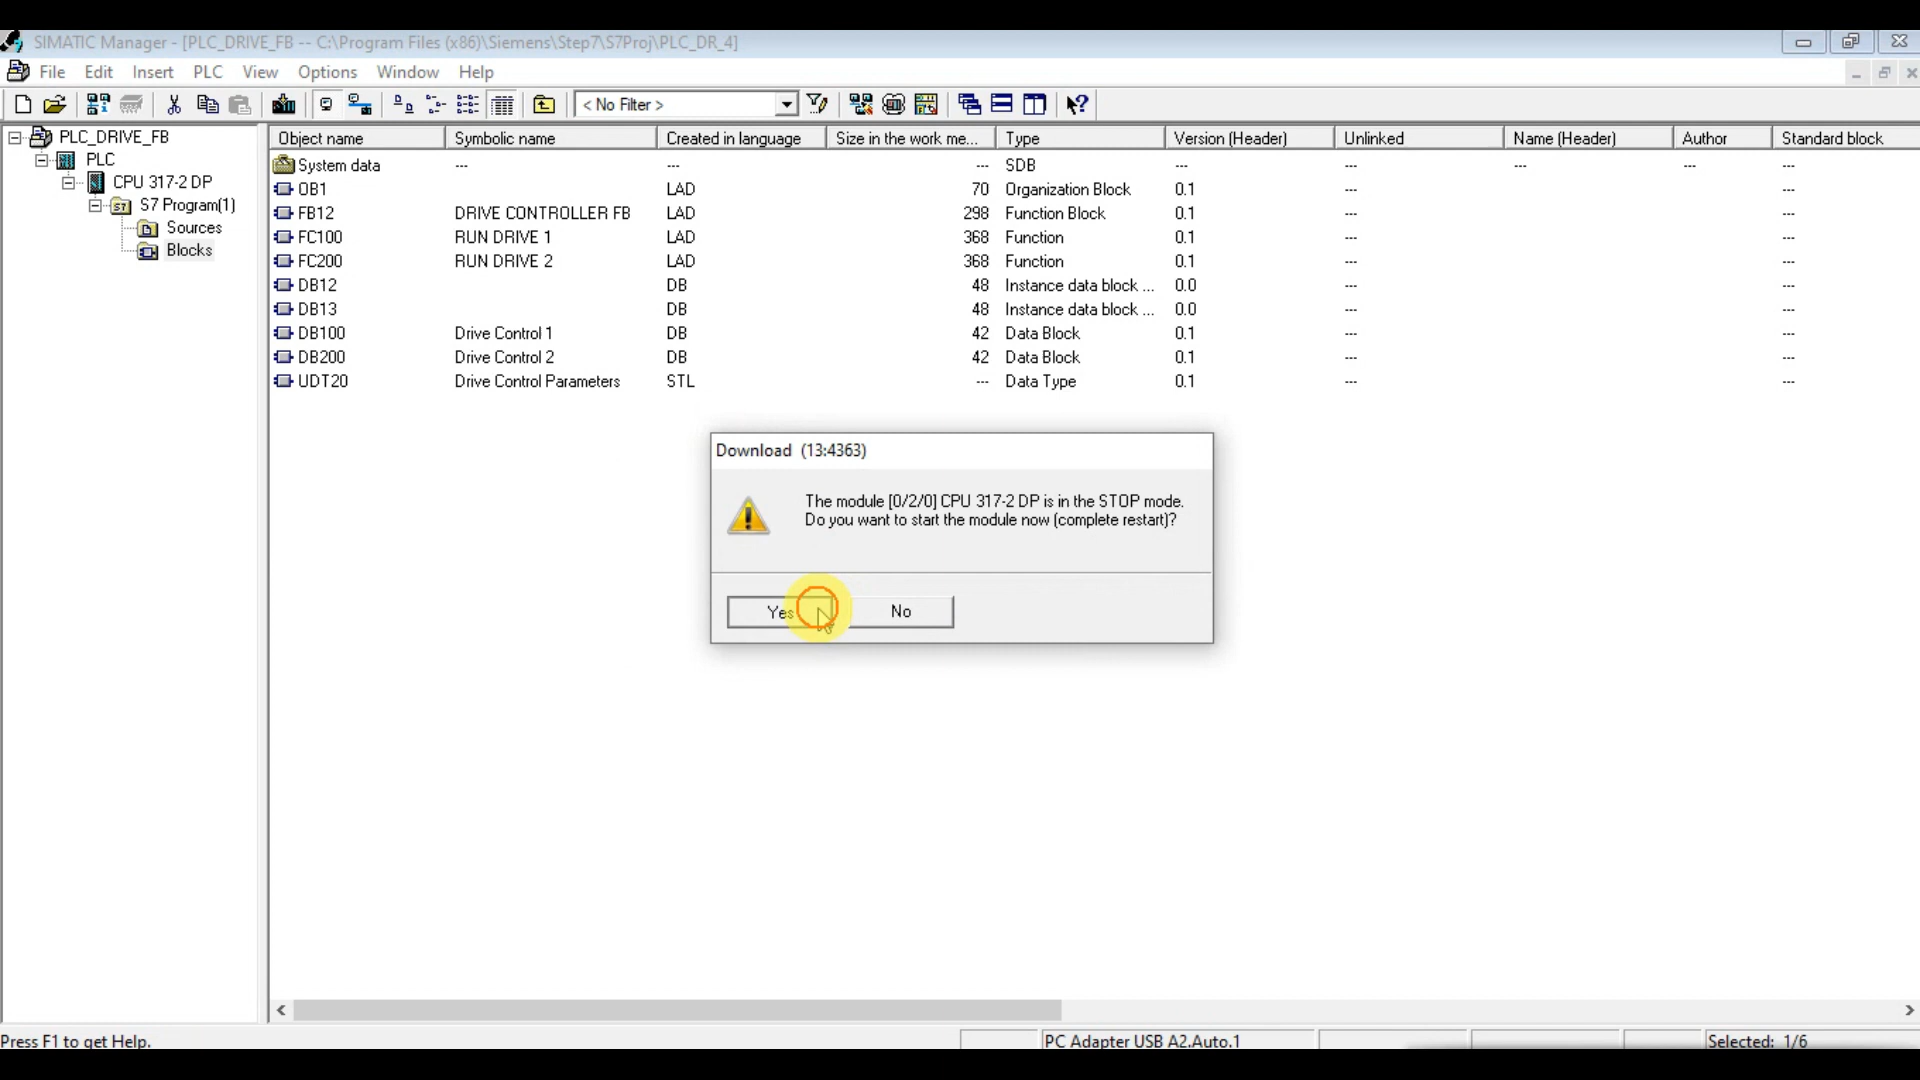 SIMATIC Manager - [PLC_DRIVE_FB -- C:\Program Files (x86)\Siemens\Step7\S7Proj\PLC_DR_4]
File Edit Insert PLC View Options Window Help
< No Filter >
PLC_DRIVE_FB
PLC
CPU 317-2 DP
S7 Program(1)
Sources
Blocks
Object name Symbolic name Created in language Size in the work me... Type Version (Header) Unlinked Name (Header) Author Standard block
System data --- --- --- SDB --- --- --- --- ---
OB1 LAD 70 Organization Block 0.1 --- ---
FB12 DRIVE CONTROLLER FB LAD 298 Function Block 0.1 --- ---
FC100 RUN DRIVE 1 LAD 368 Function 0.1 --- ---
FC200 RUN DRIVE 2 LAD 368 Function 0.1 --- ---
DB12 DB 48 Instance data block ... 0.0 --- ---
DB13 DB 48 Instance data block ... 0.0 --- ---
DB100 Drive Control 1 DB 42 Data Block 0.1 --- ---
DB200 Drive Control 2 DB 42 Data Block 0.1 --- ---
UDT20 Drive Control Parameters STL --- Data Type 0.1 --- ---
Download (13:4363)
The module [0/2/0] CPU 317-2 DP is in the STOP mode.
Do you want to start the module now (complete restart)?
Yes No
Press F1 to get Help. PC Adapter USB A2.Auto.1 Selected: 1/6